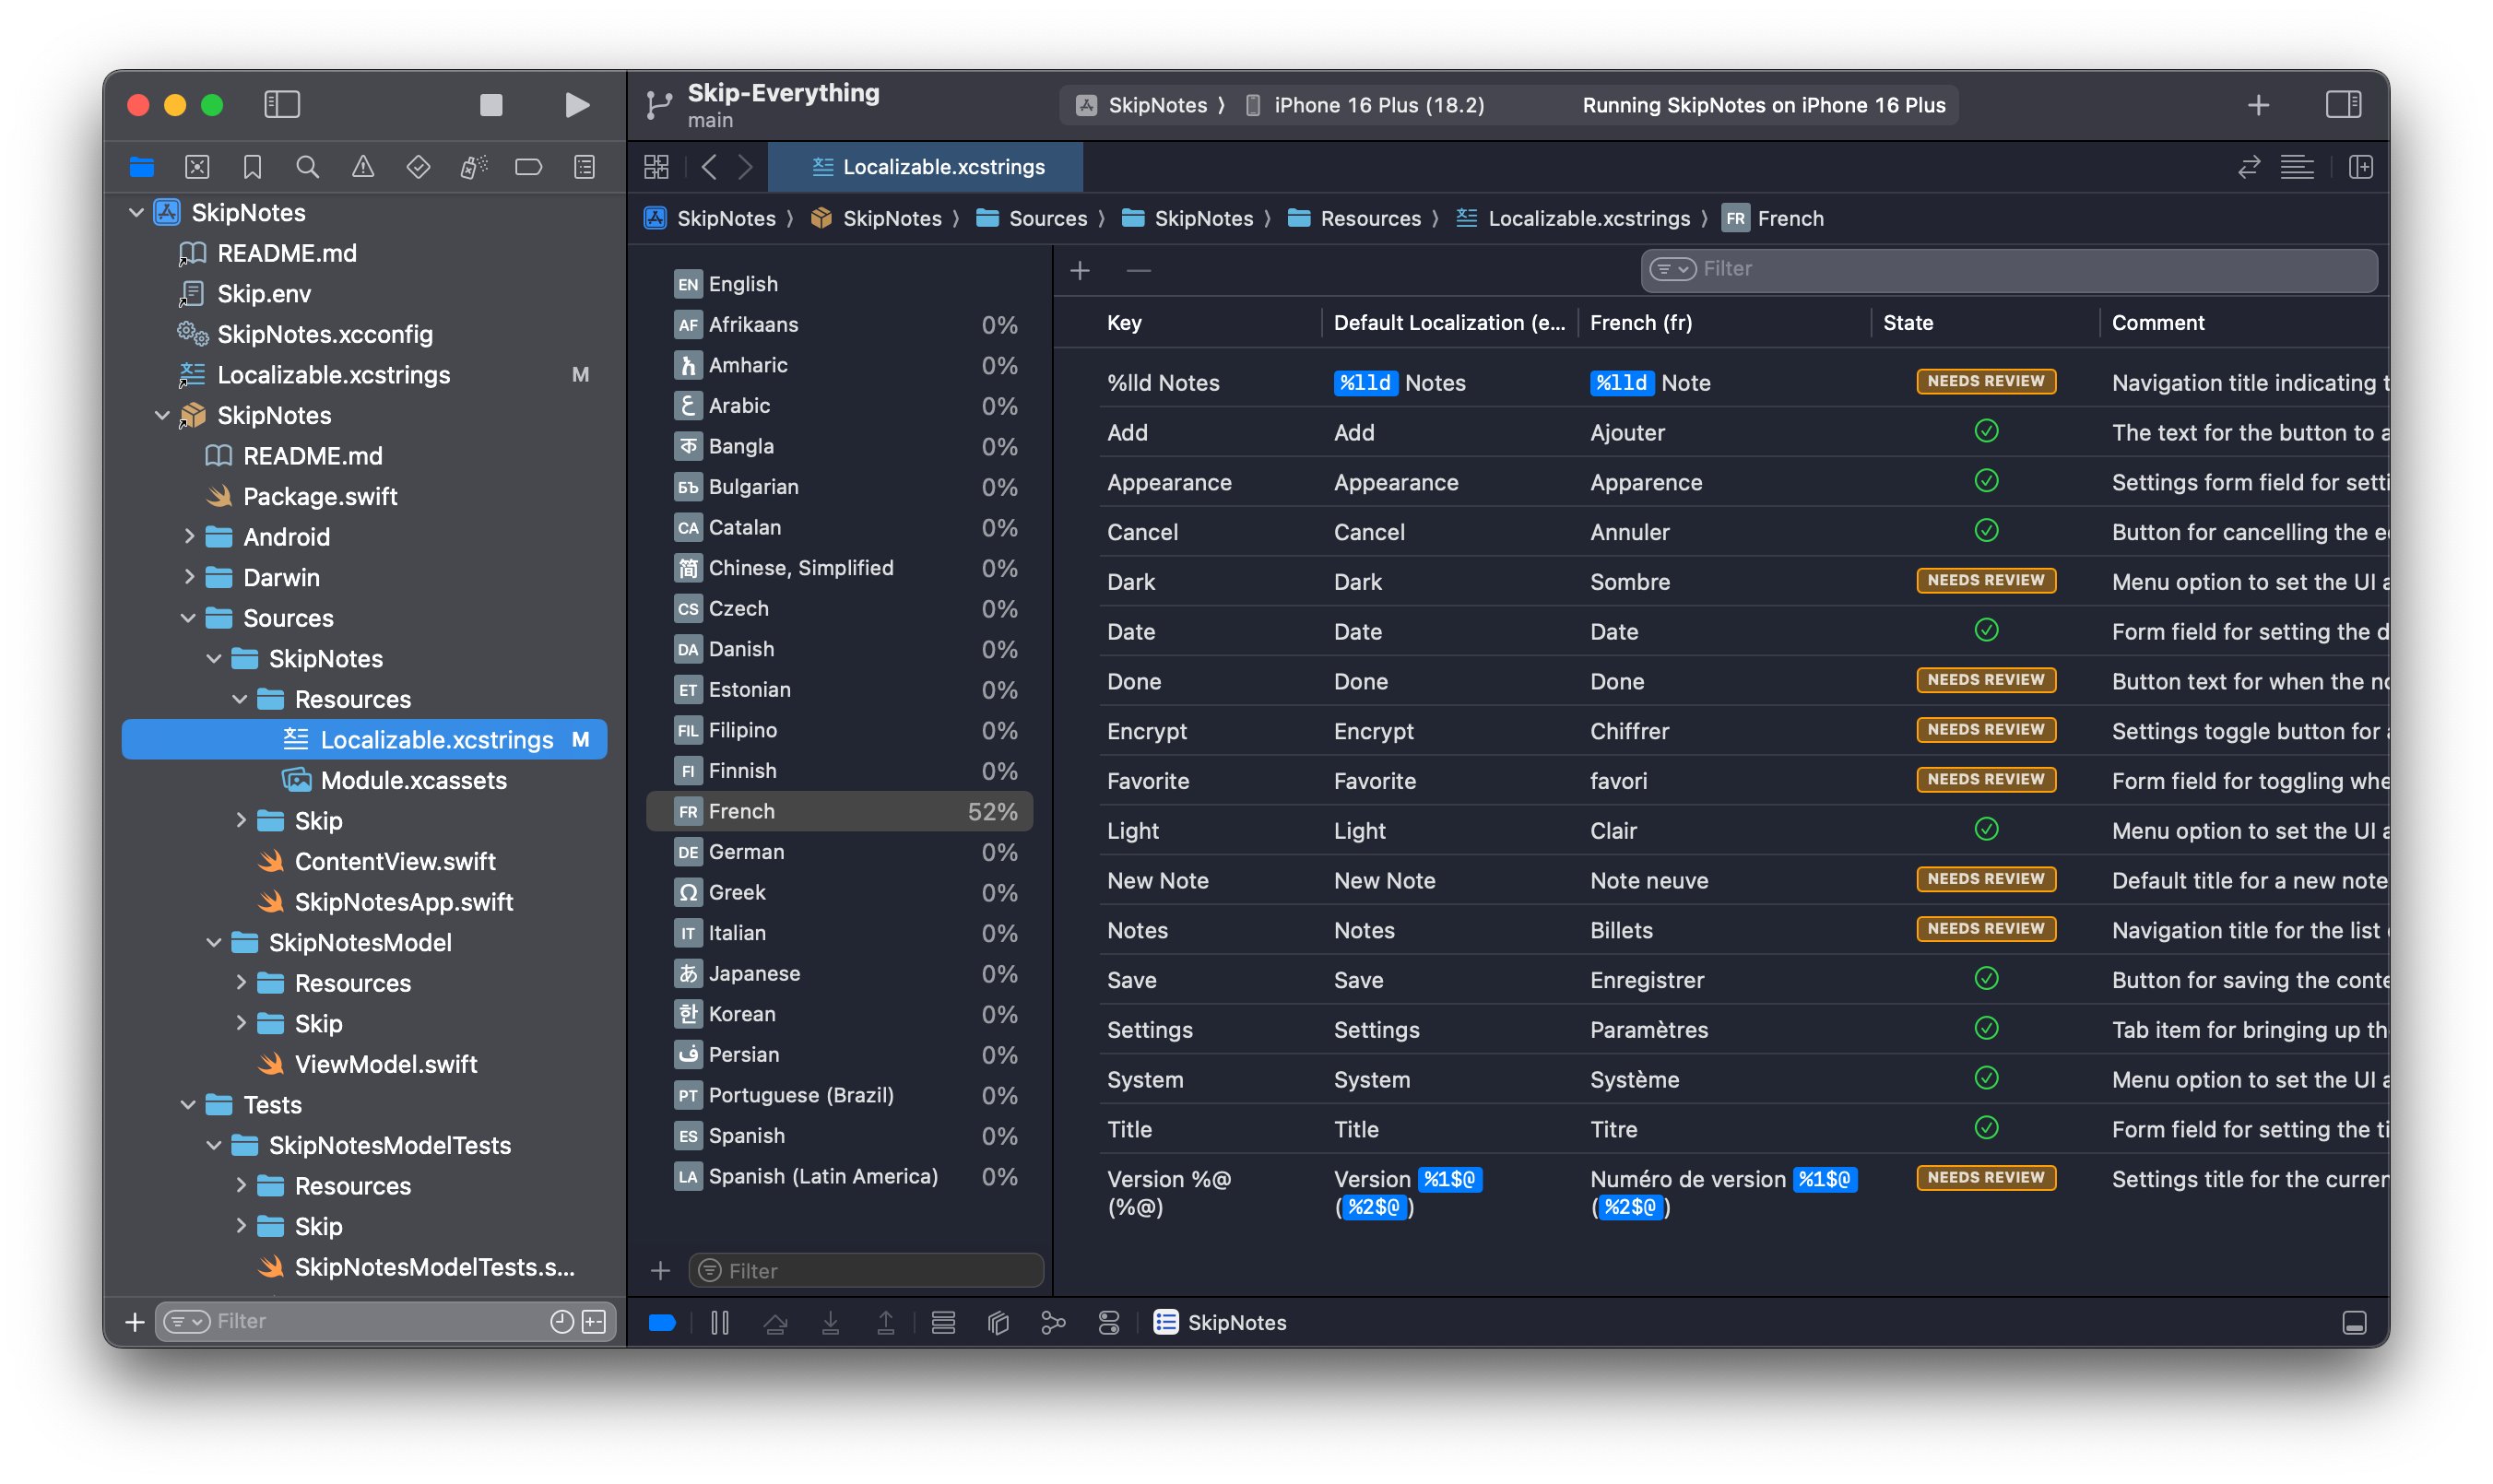 Skip-Everything
main
SkipNotes
iPhone 16 Plus (18.2)
Running SkipNotes on iPhone 16 Plus
Localizable.xcstrings
SkipNotes
README.md
Skip.env
SkipNotes.xcconfig
Localizable.xcstrings M
SkipNotes
README.md
Package.swift
Android
Darwin
Sources
SkipNotes
Resources
Localizable.xcstrings M
Module.xcassets
Skip
ContentView.swift
SkipNotesApp.swift
SkipNotesModel
Resources
Skip
ViewModel.swift
Tests
SkipNotesModelTests
Resources
Skip
SkipNotesModelTests.s...
Filter
SkipNotes 〉 SkipNotes 〉 Sources 〉 SkipNotes 〉 Resources 〉 Localizable.xcstrings 〉 FR French
EN English
AF Afrikaans 0%
አ Amharic 0%
ع Arabic 0%
ক Bangla 0%
БЪ Bulgarian 0%
CA Catalan 0%
简 Chinese, Simplified 0%
CS Czech 0%
DA Danish 0%
ET Estonian 0%
FIL Filipino 0%
FI Finnish 0%
FR French 52%
DE German 0%
Ω Greek 0%
IT Italian 0%
あ Japanese 0%
한 Korean 0%
ف Persian 0%
PT Portuguese (Brazil) 0%
ES Spanish 0%
LA Spanish (Latin America) 0%
Filter
Filter
Key Default Localization (e... French (fr) State Comment
%lld Notes %lld Notes %lld Note NEEDS REVIEW Navigation title indicating t
Add Add Ajouter The text for the button to a
Appearance Appearance Apparence Settings form field for setti
Cancel Cancel Annuler Button for cancelling the e
Dark Dark Sombre NEEDS REVIEW Menu option to set the UI a
Date Date Date Form field for setting the d
Done Done Done NEEDS REVIEW Button text for when the no
Encrypt Encrypt Chiffrer NEEDS REVIEW Settings toggle button for
Favorite Favorite favori NEEDS REVIEW Form field for toggling whe
Light Light Clair Menu option to set the UI a
New Note New Note Note neuve NEEDS REVIEW Default title for a new note
Notes Notes Billets NEEDS REVIEW Navigation title for the list
Save Save Enregistrer Button for saving the conte
Settings Settings Paramètres Tab item for bringing up th
System System Système Menu option to set the UI a
Title Title Titre Form field for setting the ti
Version %@ Version %1$@ Numéro de version %1$@ NEEDS REVIEW Settings title for the curren
(%@) (%2$@) (%2$@)
SkipNotes